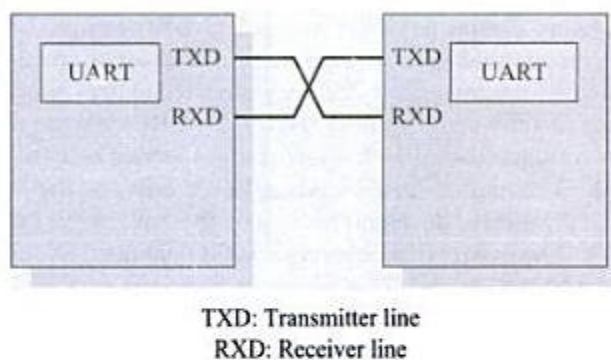 TXD TXD
UART UART
RXD RXD
TXD: Transmitter line
RXD: Receiver line